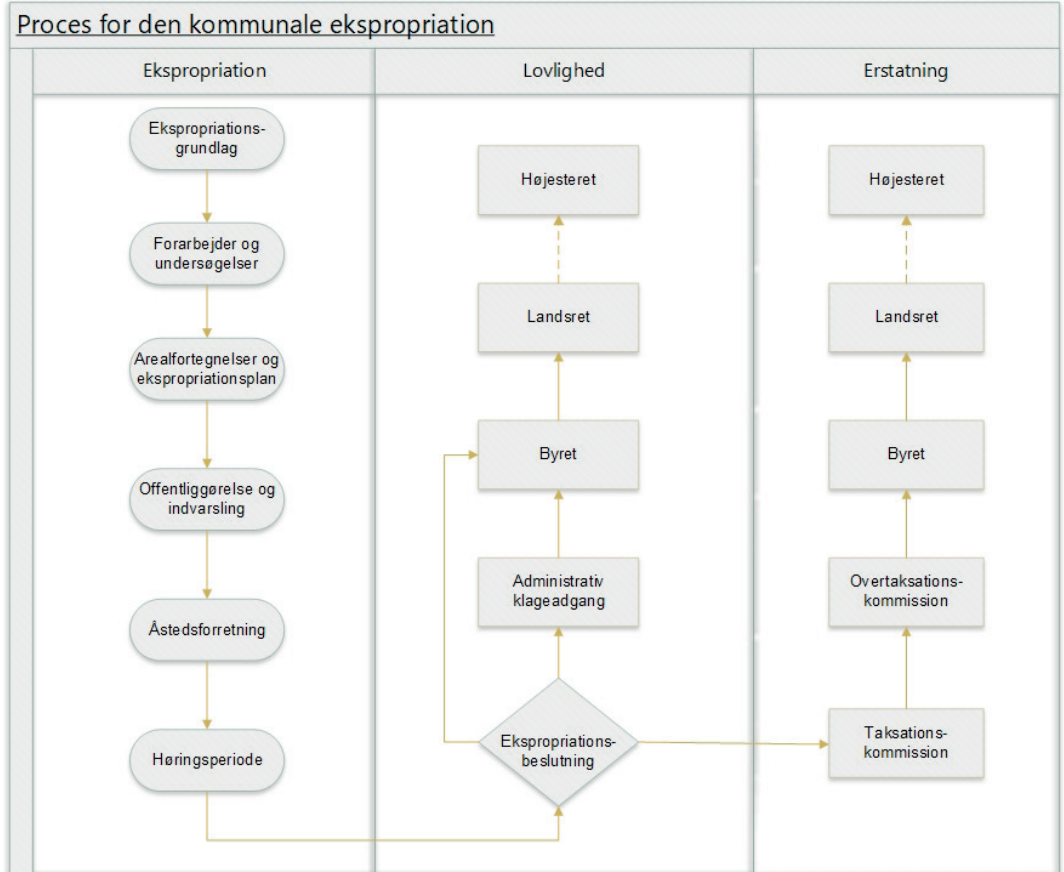 Proces for den kommunale ekspropriation
Ekspropriation
Lovlighed
Erstatning
Ekspropriations-
grundlag
Forarbejder og
undersøgelser
Arealfortegnelser og
ekspropriationsplan
Offentliggørelse og
indvarsling
Åstedsforretning
Høringsperiode
Højesteret
Landsret
Byret
Administrativ
klageadgang
Ekspropriations-
beslutning
Højesteret
Landsret
Byret
Overtaksations-
kommission
Taksations-
kommission